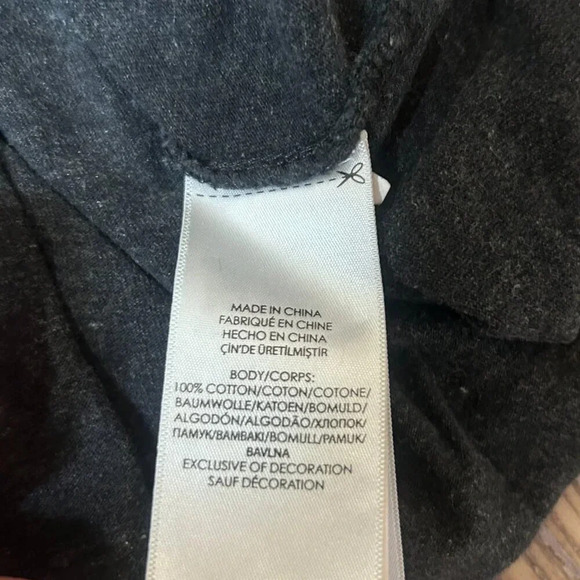 MADE IN CHINA
FABRIQUÉ EN CHINE
HECHO EN CHINA
ÇİN'DE ÜRETİLMİŞTİR
BODY/CORPS:
100% COTTON/COTON/COTONE/
BAUMWOLLE/KATOEN/BOMULD/
ALGODÓN/ALGODÃO/ХЛОПОК/
ПАМУК/ΒΑΜΒΑΚΙ/BOMULL/PAMUK/
BAVLNA
EXCLUSIVE OF DECORATION
SAUF DÉCORATION